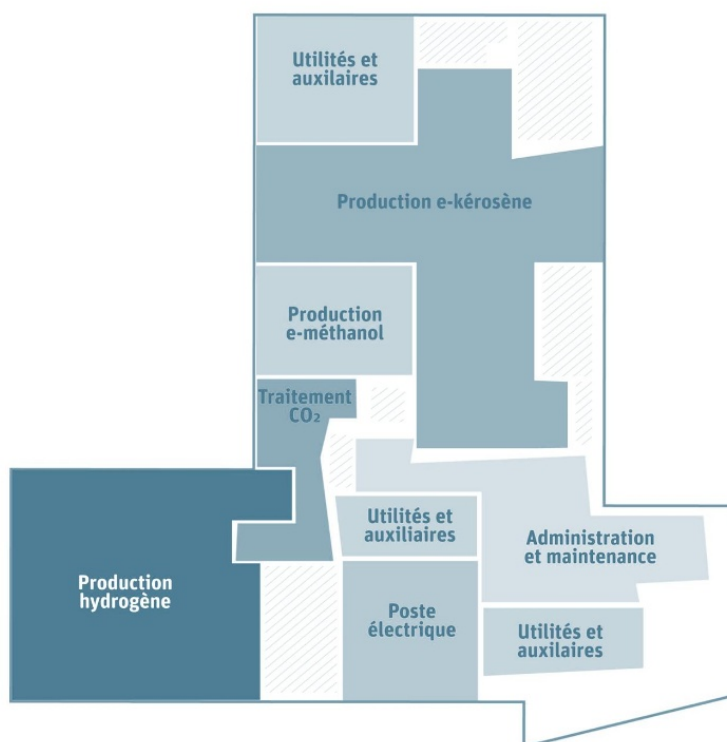 Utilités et
auxilaires
Production e-kérosène
Production
e-méthanol
Traitement
CO₂
Utilités et
auxiliaires
Administration
et maintenance
Production
hydrogène
Poste
électrique
Utilités et
auxilaires